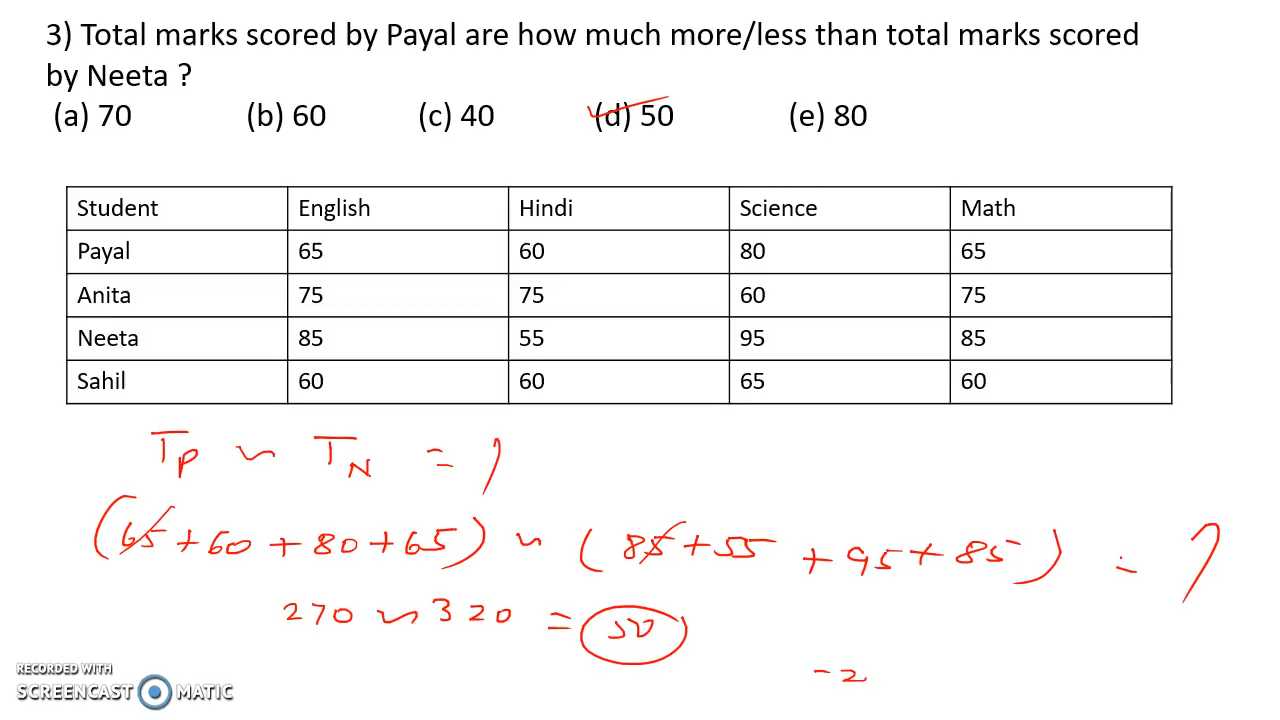 3) Total marks scored by Payal are how much more/less than total marks scored
by Neeta ?
(a) 70 (b) 60 (c) 40 (d) 50 (e) 80
Student English Hindi Science Math
Payal 65 60 80 65
Anita 75 75 60 75
Neeta 85 55 95 85
Sahil 60 60 65 60
TP ~ TN = ?
(65 + 60 + 80 + 65) ~ (85 + 55 + 95 + 85) = ?
270 ~ 320 = 50
-2
RECORDED WITH
SCREENCAST MATIC